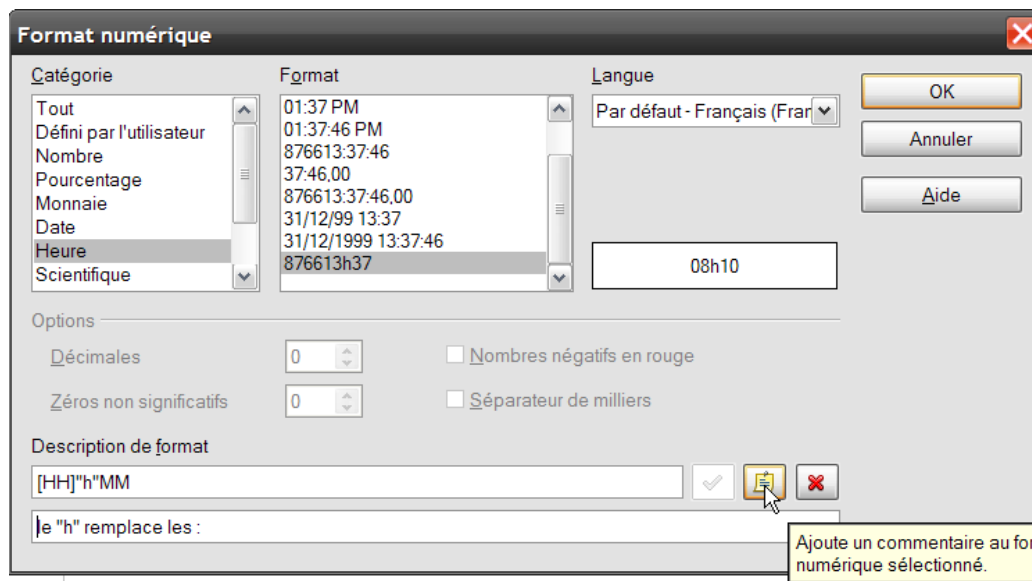 Format numérique
Catégorie
Format
Langue
Tout
Défini par l'utilisateur
Nombre
Pourcentage
Monnaie
Date
Heure
Scientifique
01:37 PM
01:37:46 PM
876613:37:46
37:46,00
876613:37:46,00
31/12/99 13:37
31/12/1999 13:37:46
876613h37
Par défaut - Français (Fran
08h10
OK
Annuler
Aide
Options
Décimales
0
Nombres négatifs en rouge
Zéros non significatifs
0
Séparateur de milliers
Description de format
[HH]"h"MM
le "h" remplace les :
Ajoute un commentaire au for
numérique sélectionné.